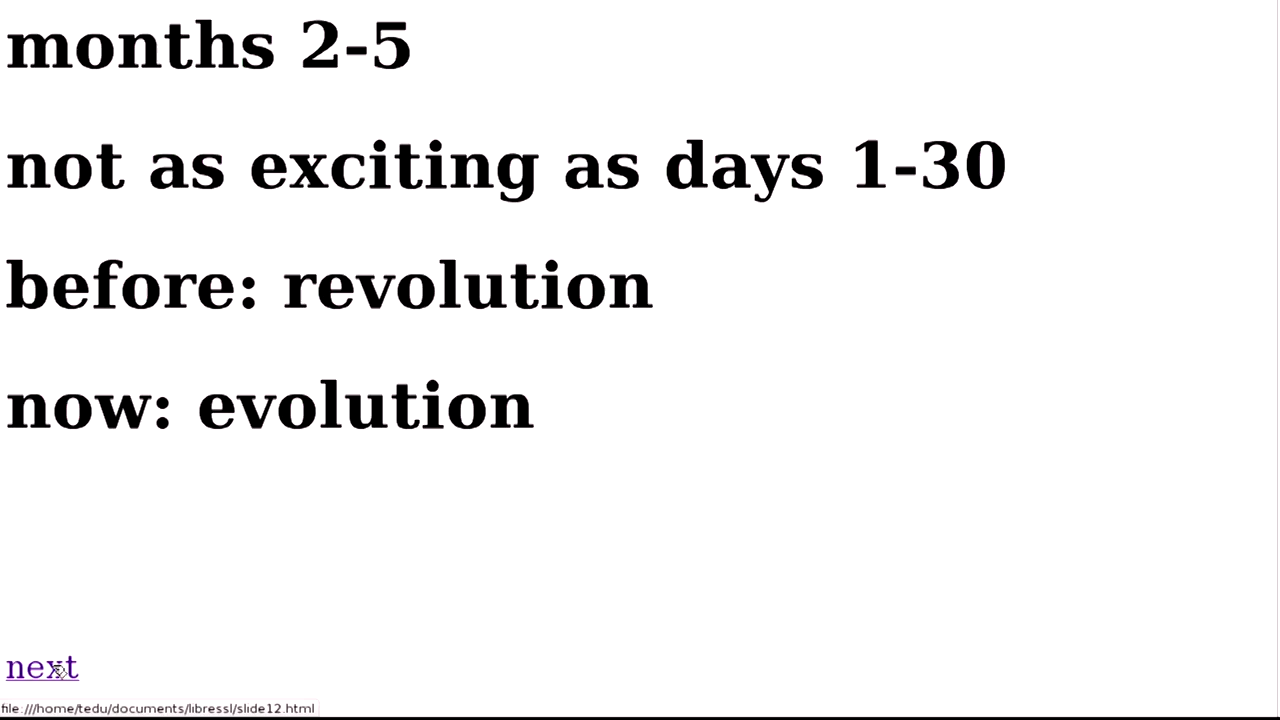 months 2-5
not as exciting as days 1-30
before: revolution
now: evolution
next
file:///home/tedu/documents/libressl/slide12.html